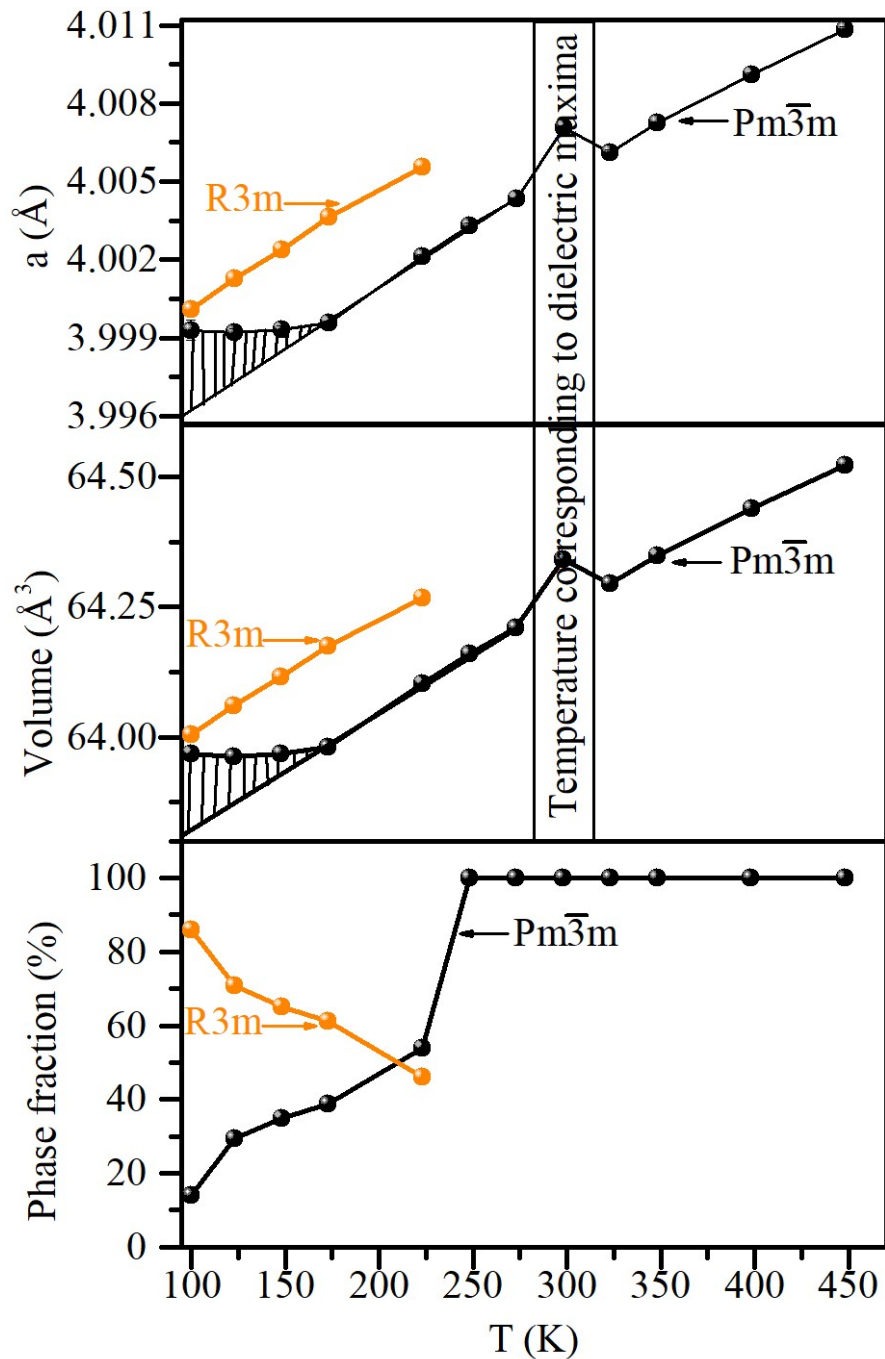 4.011
4.008
4.005
4.002
3.999
3.996
a (Å)
R3m
Pm3̅m
Temperature corresponding to dielectric maxima
64.50
64.25
64.00
Volume (Å³)
R3m
Pm3̅m
100
80
60
40
20
0
Phase fraction (%)
R3m
Pm3̅m
100 150 200 250 300 350 400 450
T (K)